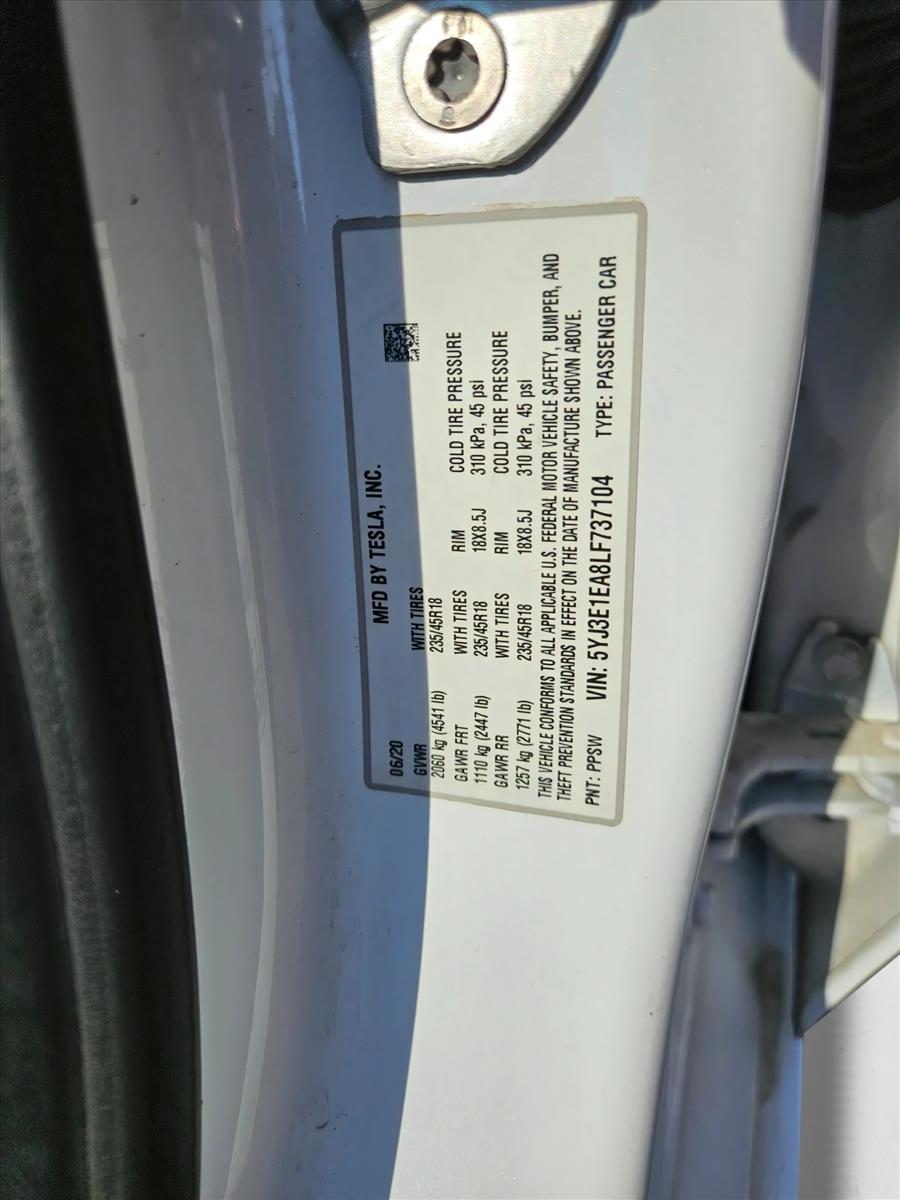 MFD BY TESLA, INC.
06/20
GVWR WITH TIRES
2060 kg (4541 lb) 235/45R18
GAWR FRT WITH TIRES RIM COLD TIRE PRESSURE
1110 kg (2447 lb) 235/45R18 18X8.5J 310 kPa, 45 psi
GAWR RR WITH TIRES RIM COLD TIRE PRESSURE
1257 kg (2771 lb) 235/45R18 18X8.5J 310 kPa, 45 psi
THIS VEHICLE CONFORMS TO ALL APPLICABLE U.S. FEDERAL MOTOR VEHICLE SAFETY, BUMPER, AND
THEFT PREVENTION STANDARDS IN EFFECT ON THE DATE OF MANUFACTURE SHOWN ABOVE.
PNT: PPSW VIN: 5YJ3E1EA8LF737104 TYPE: PASSENGER CAR